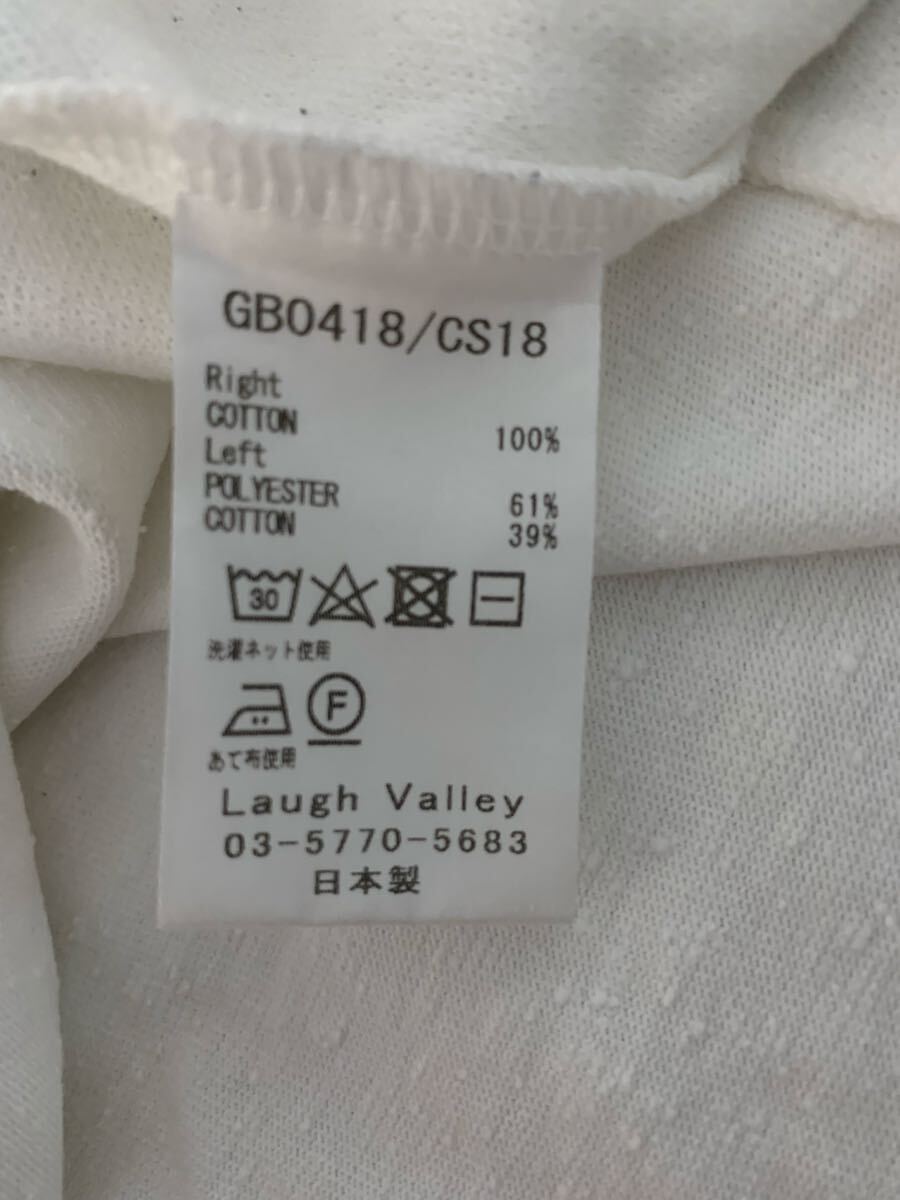 GB0418/CS18
Right
COTTON 100%
Left
POLYESTER 61%
COTTON 39%
30
洗濯ネット使用
F
あて布使用
Laugh Valley
03-5770-5683
日本製